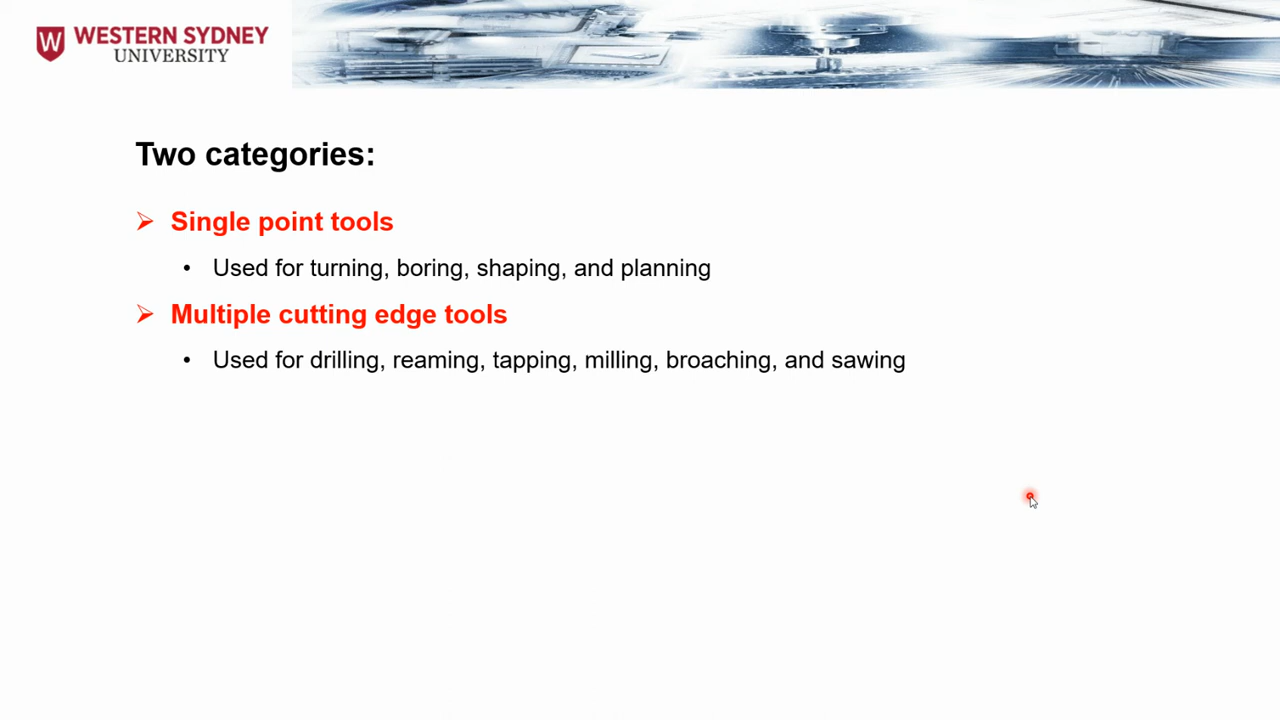 WESTERN SYDNEY
UNIVERSITY
Two categories:
➢ Single point tools
• Used for turning, boring, shaping, and planning
➢ Multiple cutting edge tools
• Used for drilling, reaming, tapping, milling, broaching, and sawing